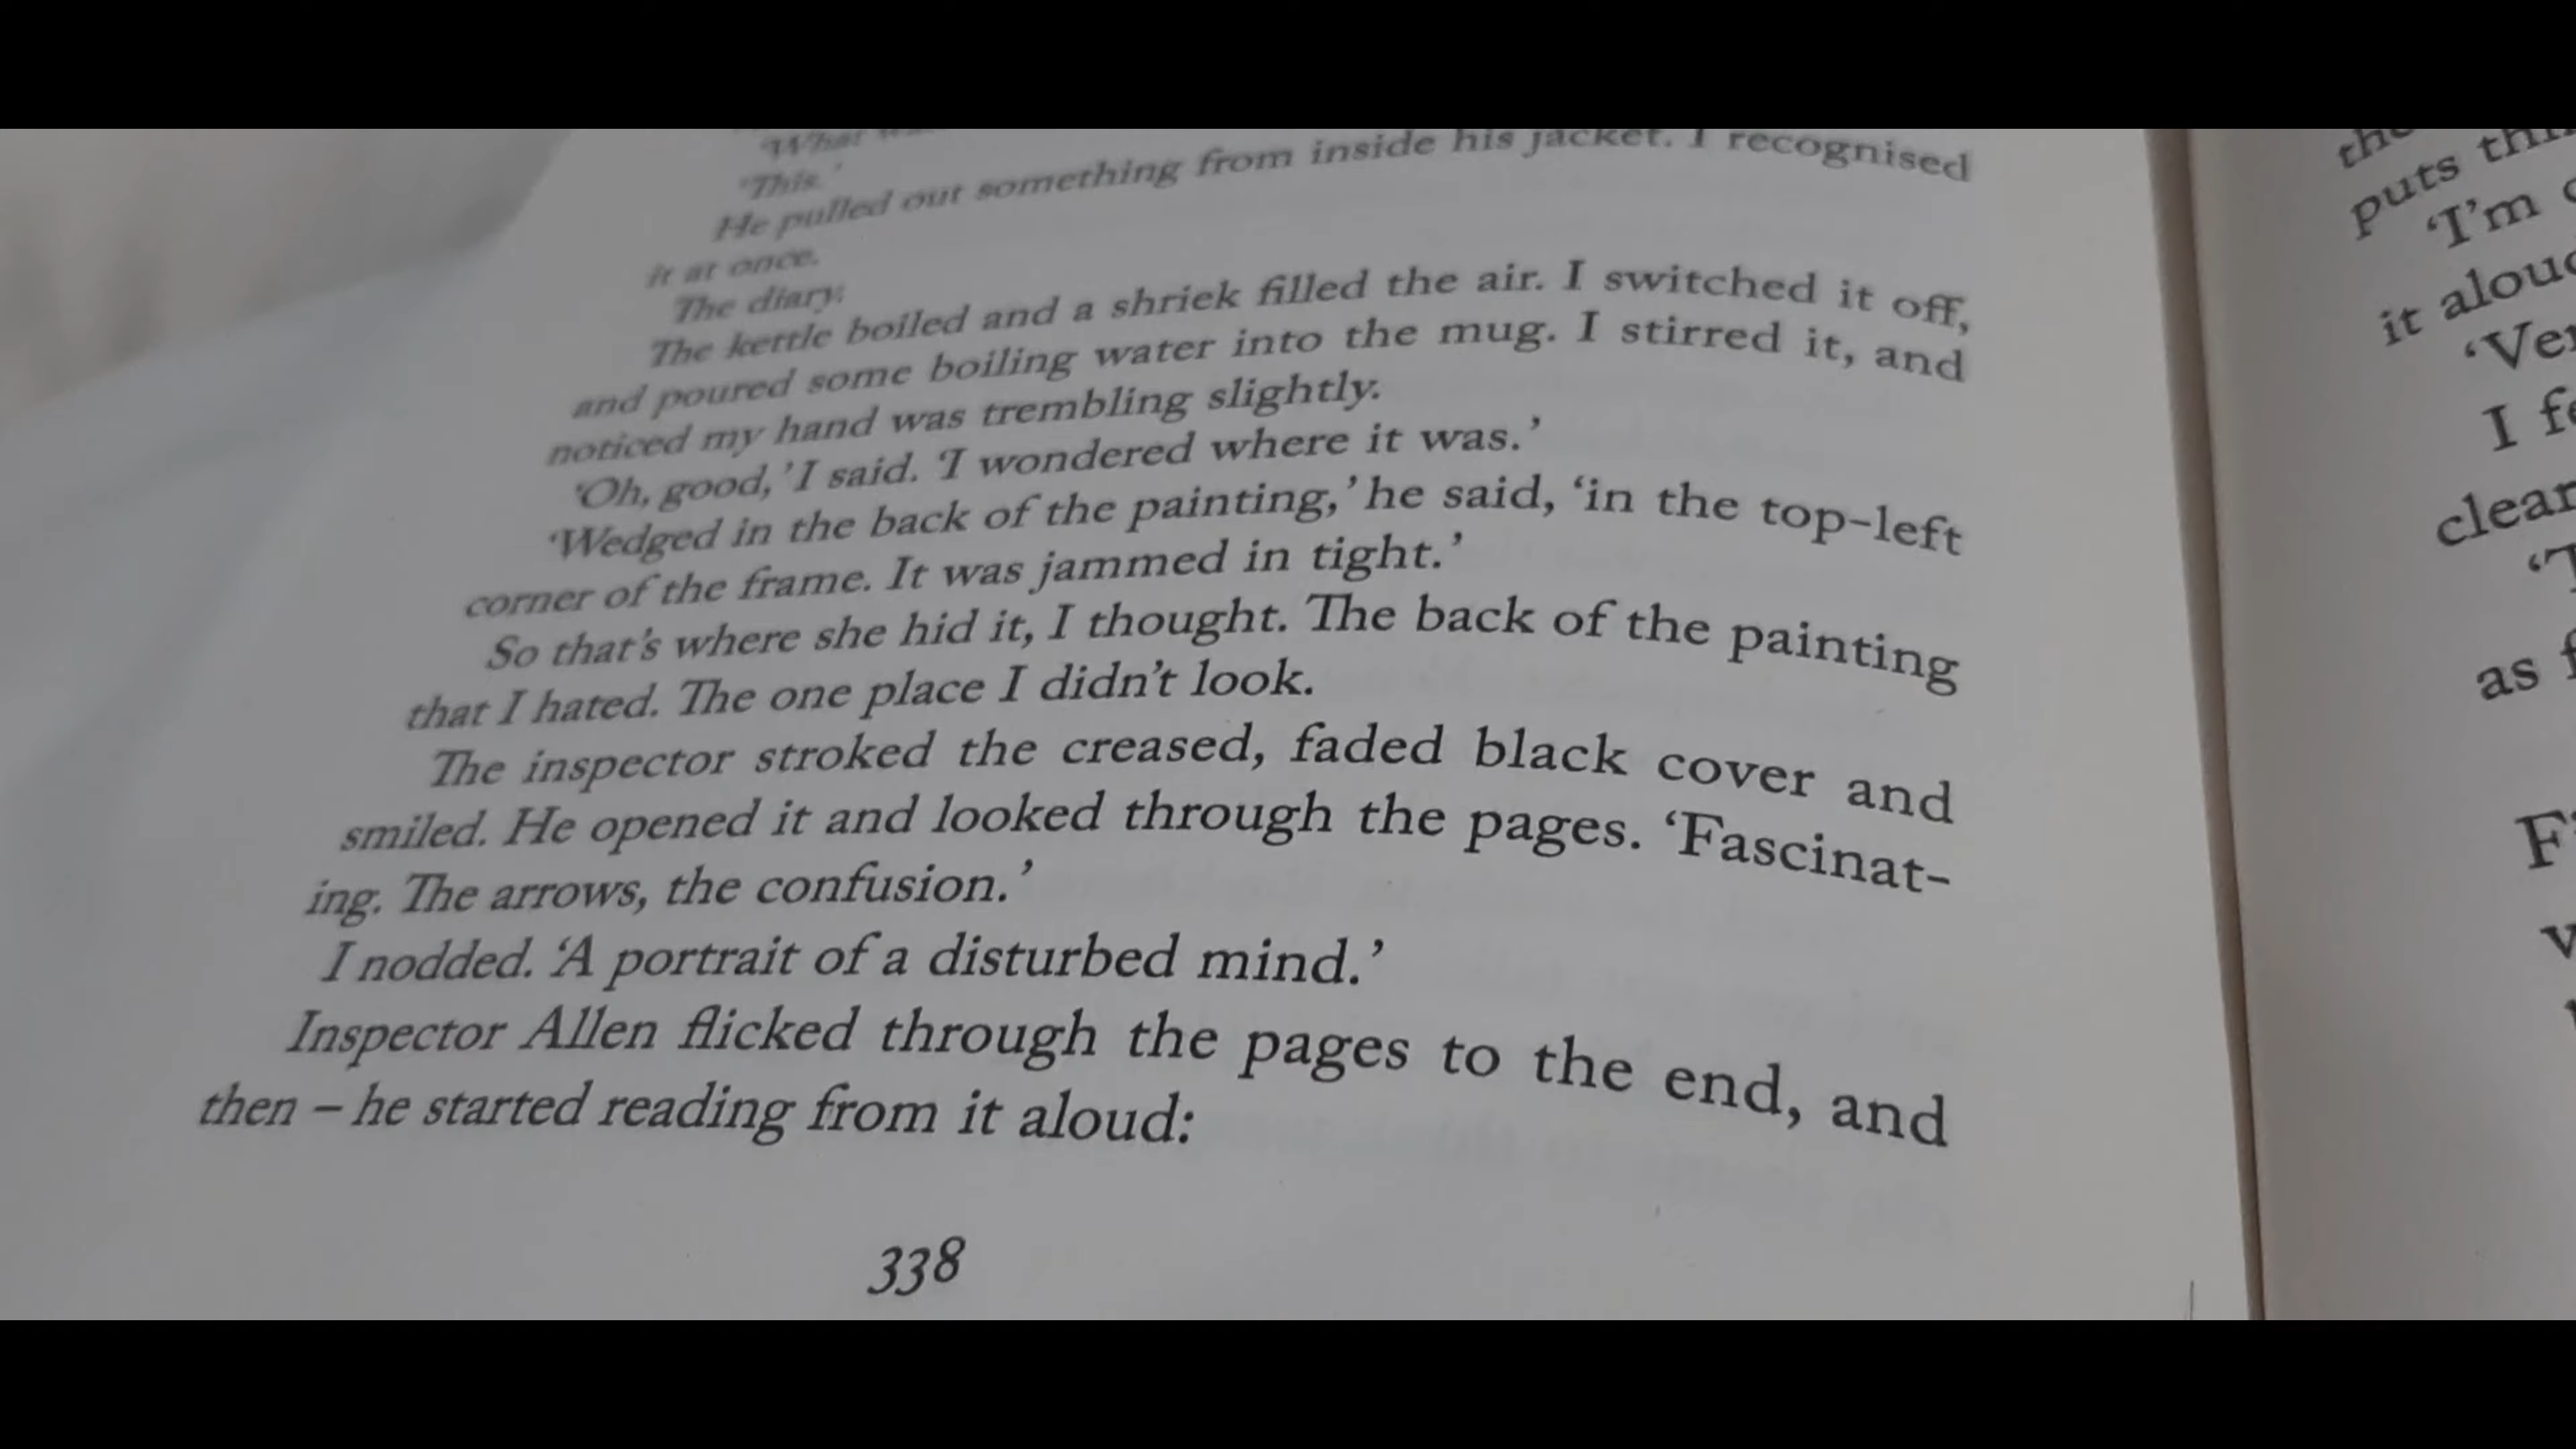 'What
'This.'
He pulled out something from inside his jacket. I recognised
it at once.
The diary.
The kettle boiled and a shriek filled the air. I switched it off,
and poured some boiling water into the mug. I stirred it, and
noticed my hand was trembling slightly.
'Oh, good,' I said. 'I wondered where it was.'
'Wedged in the back of the painting,' he said, 'in the top-left
corner of the frame. It was jammed in tight.'
So that's where she hid it, I thought. The back of the painting
that I hated. The one place I didn't look.
The inspector stroked the creased, faded black cover and
smiled. He opened it and looked through the pages. 'Fascinat-
ing. The arrows, the confusion.'
I nodded. 'A portrait of a disturbed mind.'
Inspector Allen flicked through the pages to the end, and
then – he started reading from it aloud:
338
puts
'I'm
it
I
as